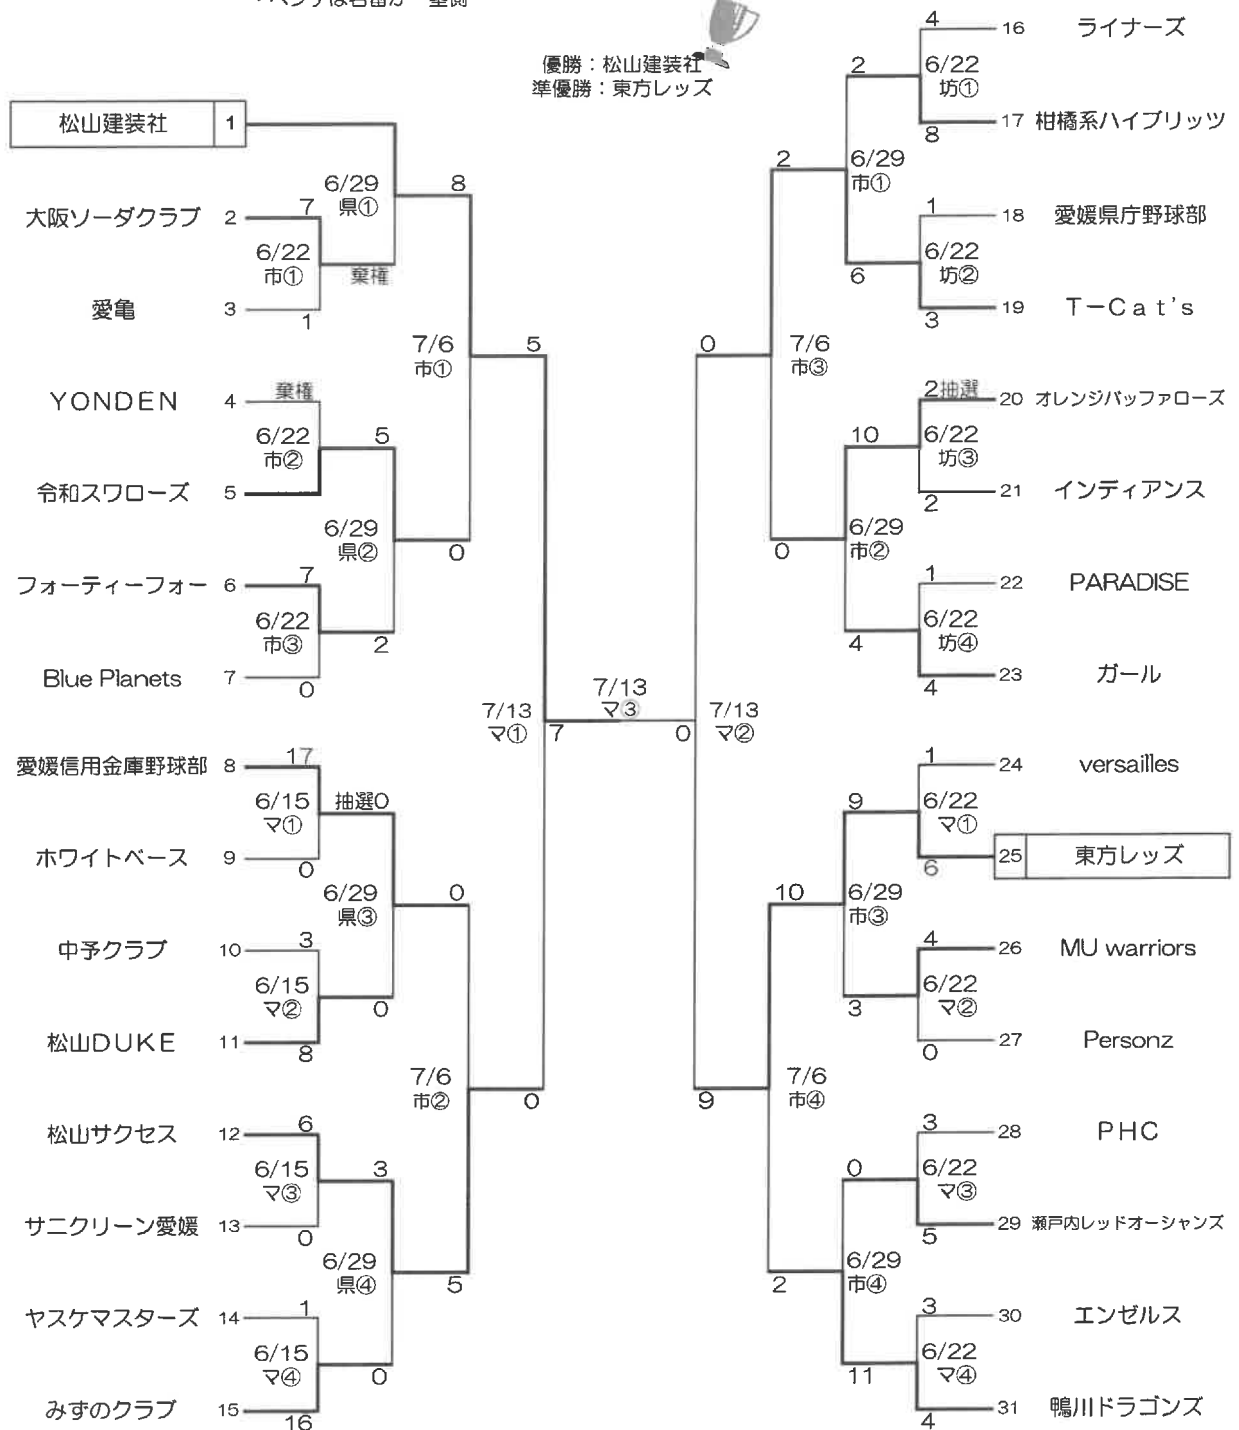 優勝：松山建装社
準優勝：東方レッズ
松山建装社 1
6/29
県①
8
大阪ソーダクラブ 2 7
6/22
市①
棄権
愛亀 3 1
7/6
市①
5
YONDEN 4 棄権
6/22
市②
5
令和スワローズ 5
6/29
県②
0
フォーティーフォー 6 7
6/22
市③
2
Blue Planets 7 0
7/13
マ①
7
愛媛信用金庫野球部 8 17
6/15
マ①
抽選0
ホワイトベース 9 0
6/29
県③
0
中予クラブ 10 3
6/15
マ②
0
松山DUKE 11 8
7/6
市②
0
松山サクセス 12 6
6/15
マ③
3
サニクリーン愛媛 13 0
6/29
県④
5
ヤスケマスターズ 14 1
6/15
マ④
0
みずのクラブ 15 16
7/13
マ③
4 16 ライナーズ
2
6/22
坊①
8 17 柑橘系ハイブリッツ
2
6/29
市①
1 18 愛媛県庁野球部
6
6/22
坊②
3 19 T－Cat's
0
7/6
市③
2抽選 20 オレンジバッファローズ
10
6/22
坊③
2 21 インディアンス
0
6/29
市②
1 22 PARADISE
4
6/22
坊④
4 23 ガール
0
7/13
マ②
1 24 versailles
9
6/22
マ①
6 25 東方レッズ
10
6/29
市③
4 26 MU warriors
3
6/22
マ②
0 27 Personz
9
7/6
市④
3 28 PHC
0
6/22
マ③
5 29 瀬戸内レッドオーシャンズ
2
6/29
市④
3 30 エンゼルス
11
6/22
マ④
4 31 鴨川ドラゴンズ